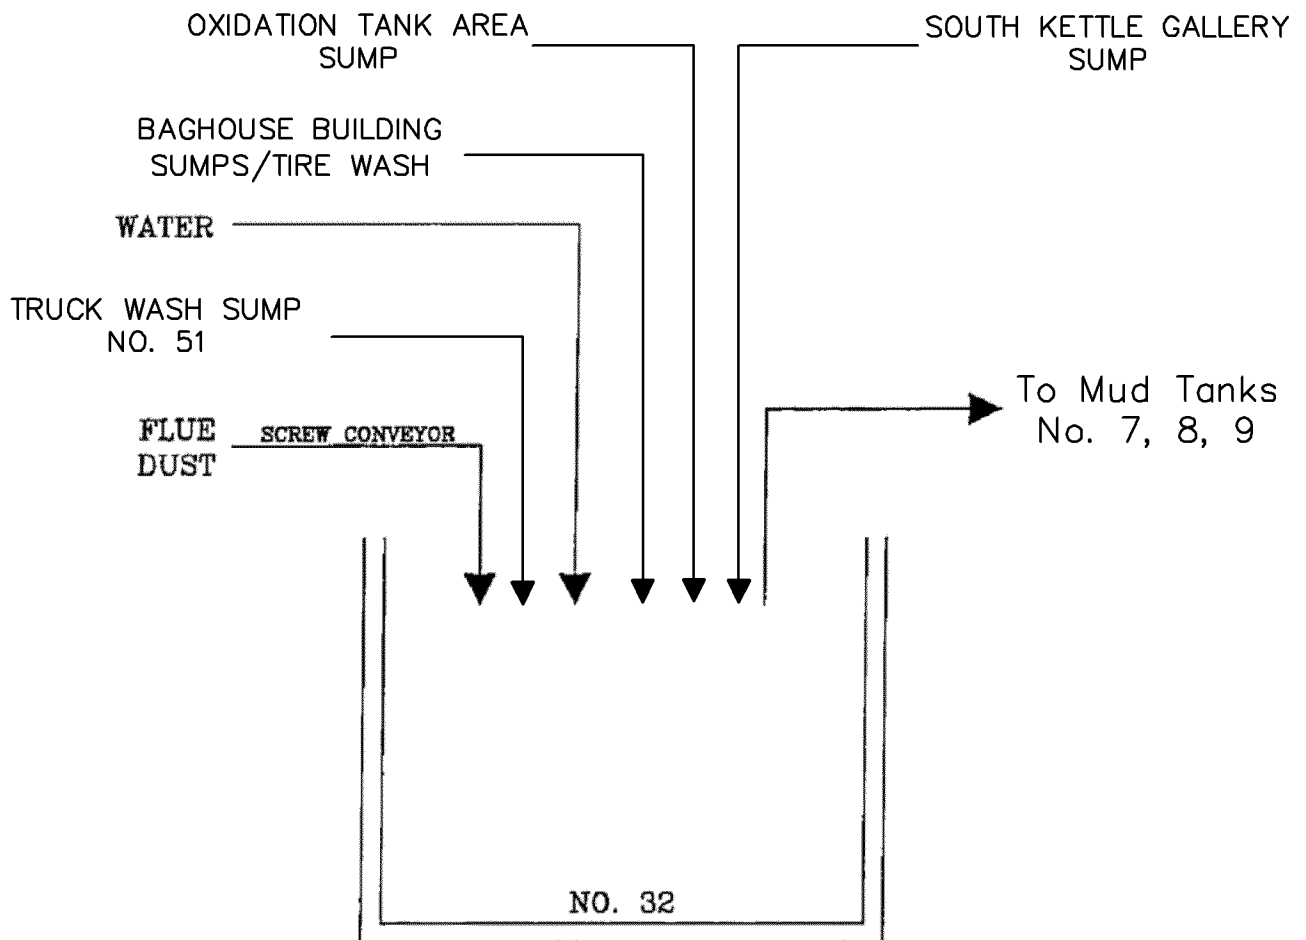 OXIDATION TANK AREA
SUMP
SOUTH KETTLE GALLERY
SUMP
BAGHOUSE BUILDING
SUMPS/TIRE WASH
WATER
TRUCK WASH SUMP
NO. 51
FLUE
DUST
SCREW CONVEYOR
To Mud Tanks
No. 7, 8, 9
NO. 32